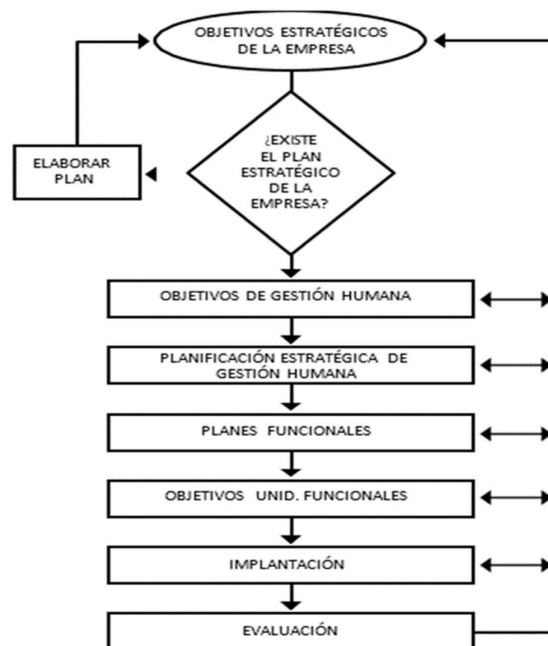 OBJETIVOS ESTRATÉGICOS
DE LA EMPRESA
¿EXISTE
EL PLAN
ESTRATÉGICO
DE LA
EMPRESA?
ELABORAR
PLAN
OBJETIVOS DE GESTIÓN HUMANA
PLANIFICACIÓN ESTRATÉGICA DE
GESTIÓN HUMANA
PLANES FUNCIONALES
OBJETIVOS UNID. FUNCIONALES
IMPLANTACIÓN
EVALUACIÓN